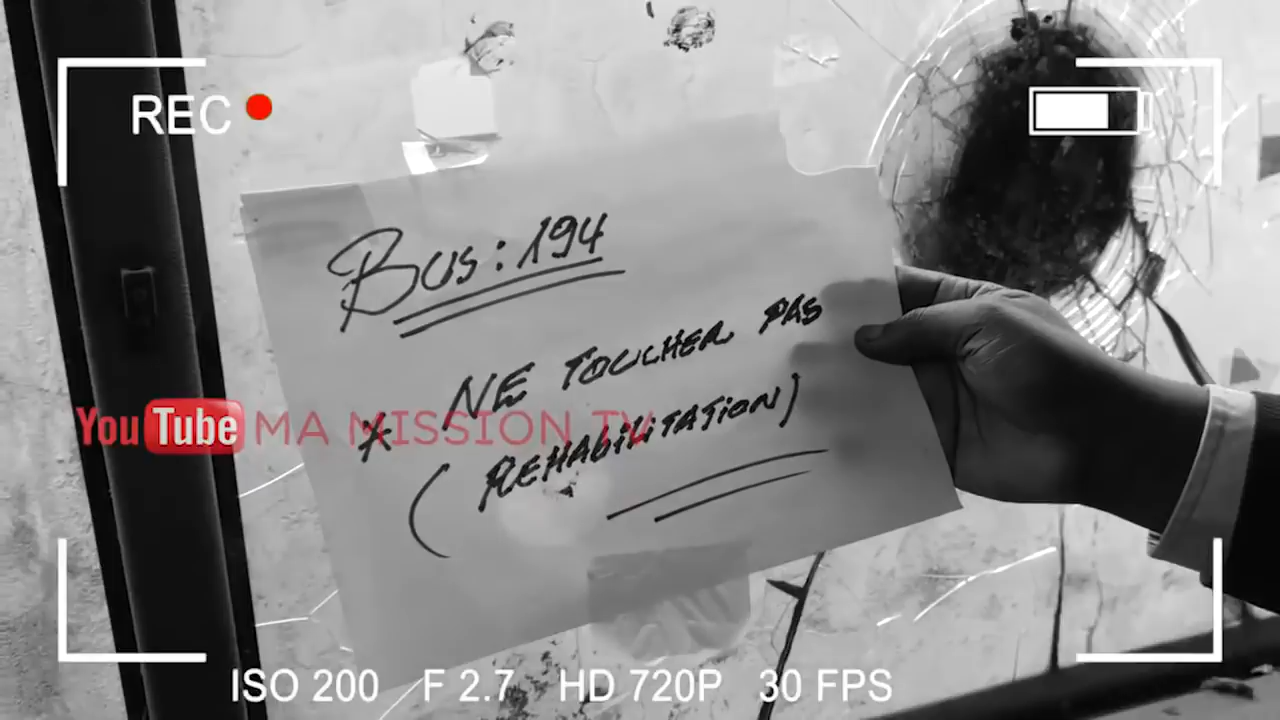 REC
Bus: 194
* NE TOUCHER PAS
(REHABILITATION)
YouTube MA MISSION TV
ISO 200 F 2.7 HD 720P 30 FPS